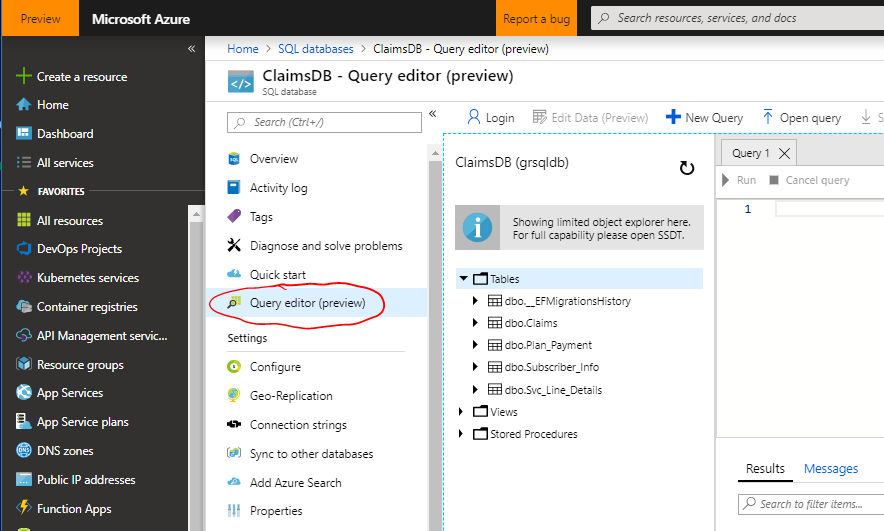 Preview
Microsoft Azure
Report a bug
Search resources, services, and docs
«
Create a resource
Home
Dashboard
All services
FAVORITES
All resources
DevOps Projects
Kubernetes services
Container registries
API Management servic...
Resource groups
App Services
App Service plans
DNS zones
Public IP addresses
Function Apps
Home > SQL databases > ClaimsDB - Query editor (preview)
ClaimsDB - Query editor (preview)
SQL database
Search (Ctrl+/)
«
Overview
Activity log
Tags
Diagnose and solve problems
Quick start
Query editor (preview)
Settings
Configure
Geo-Replication
Connection strings
Sync to other databases
Add Azure Search
Properties
Login
Edit Data (Preview)
New Query
Open query
S
ClaimsDB (grsqldb)
Showing limited object explorer here.
For full capability please open SSDT.
Tables
dbo.__EFMigrationsHistory
dbo.Claims
dbo.Plan_Payment
dbo.Subscriber_Info
dbo.Svc_Line_Details
Views
Stored Procedures
Query 1
Run
Cancel query
1
Results
Messages
Search to filter items...